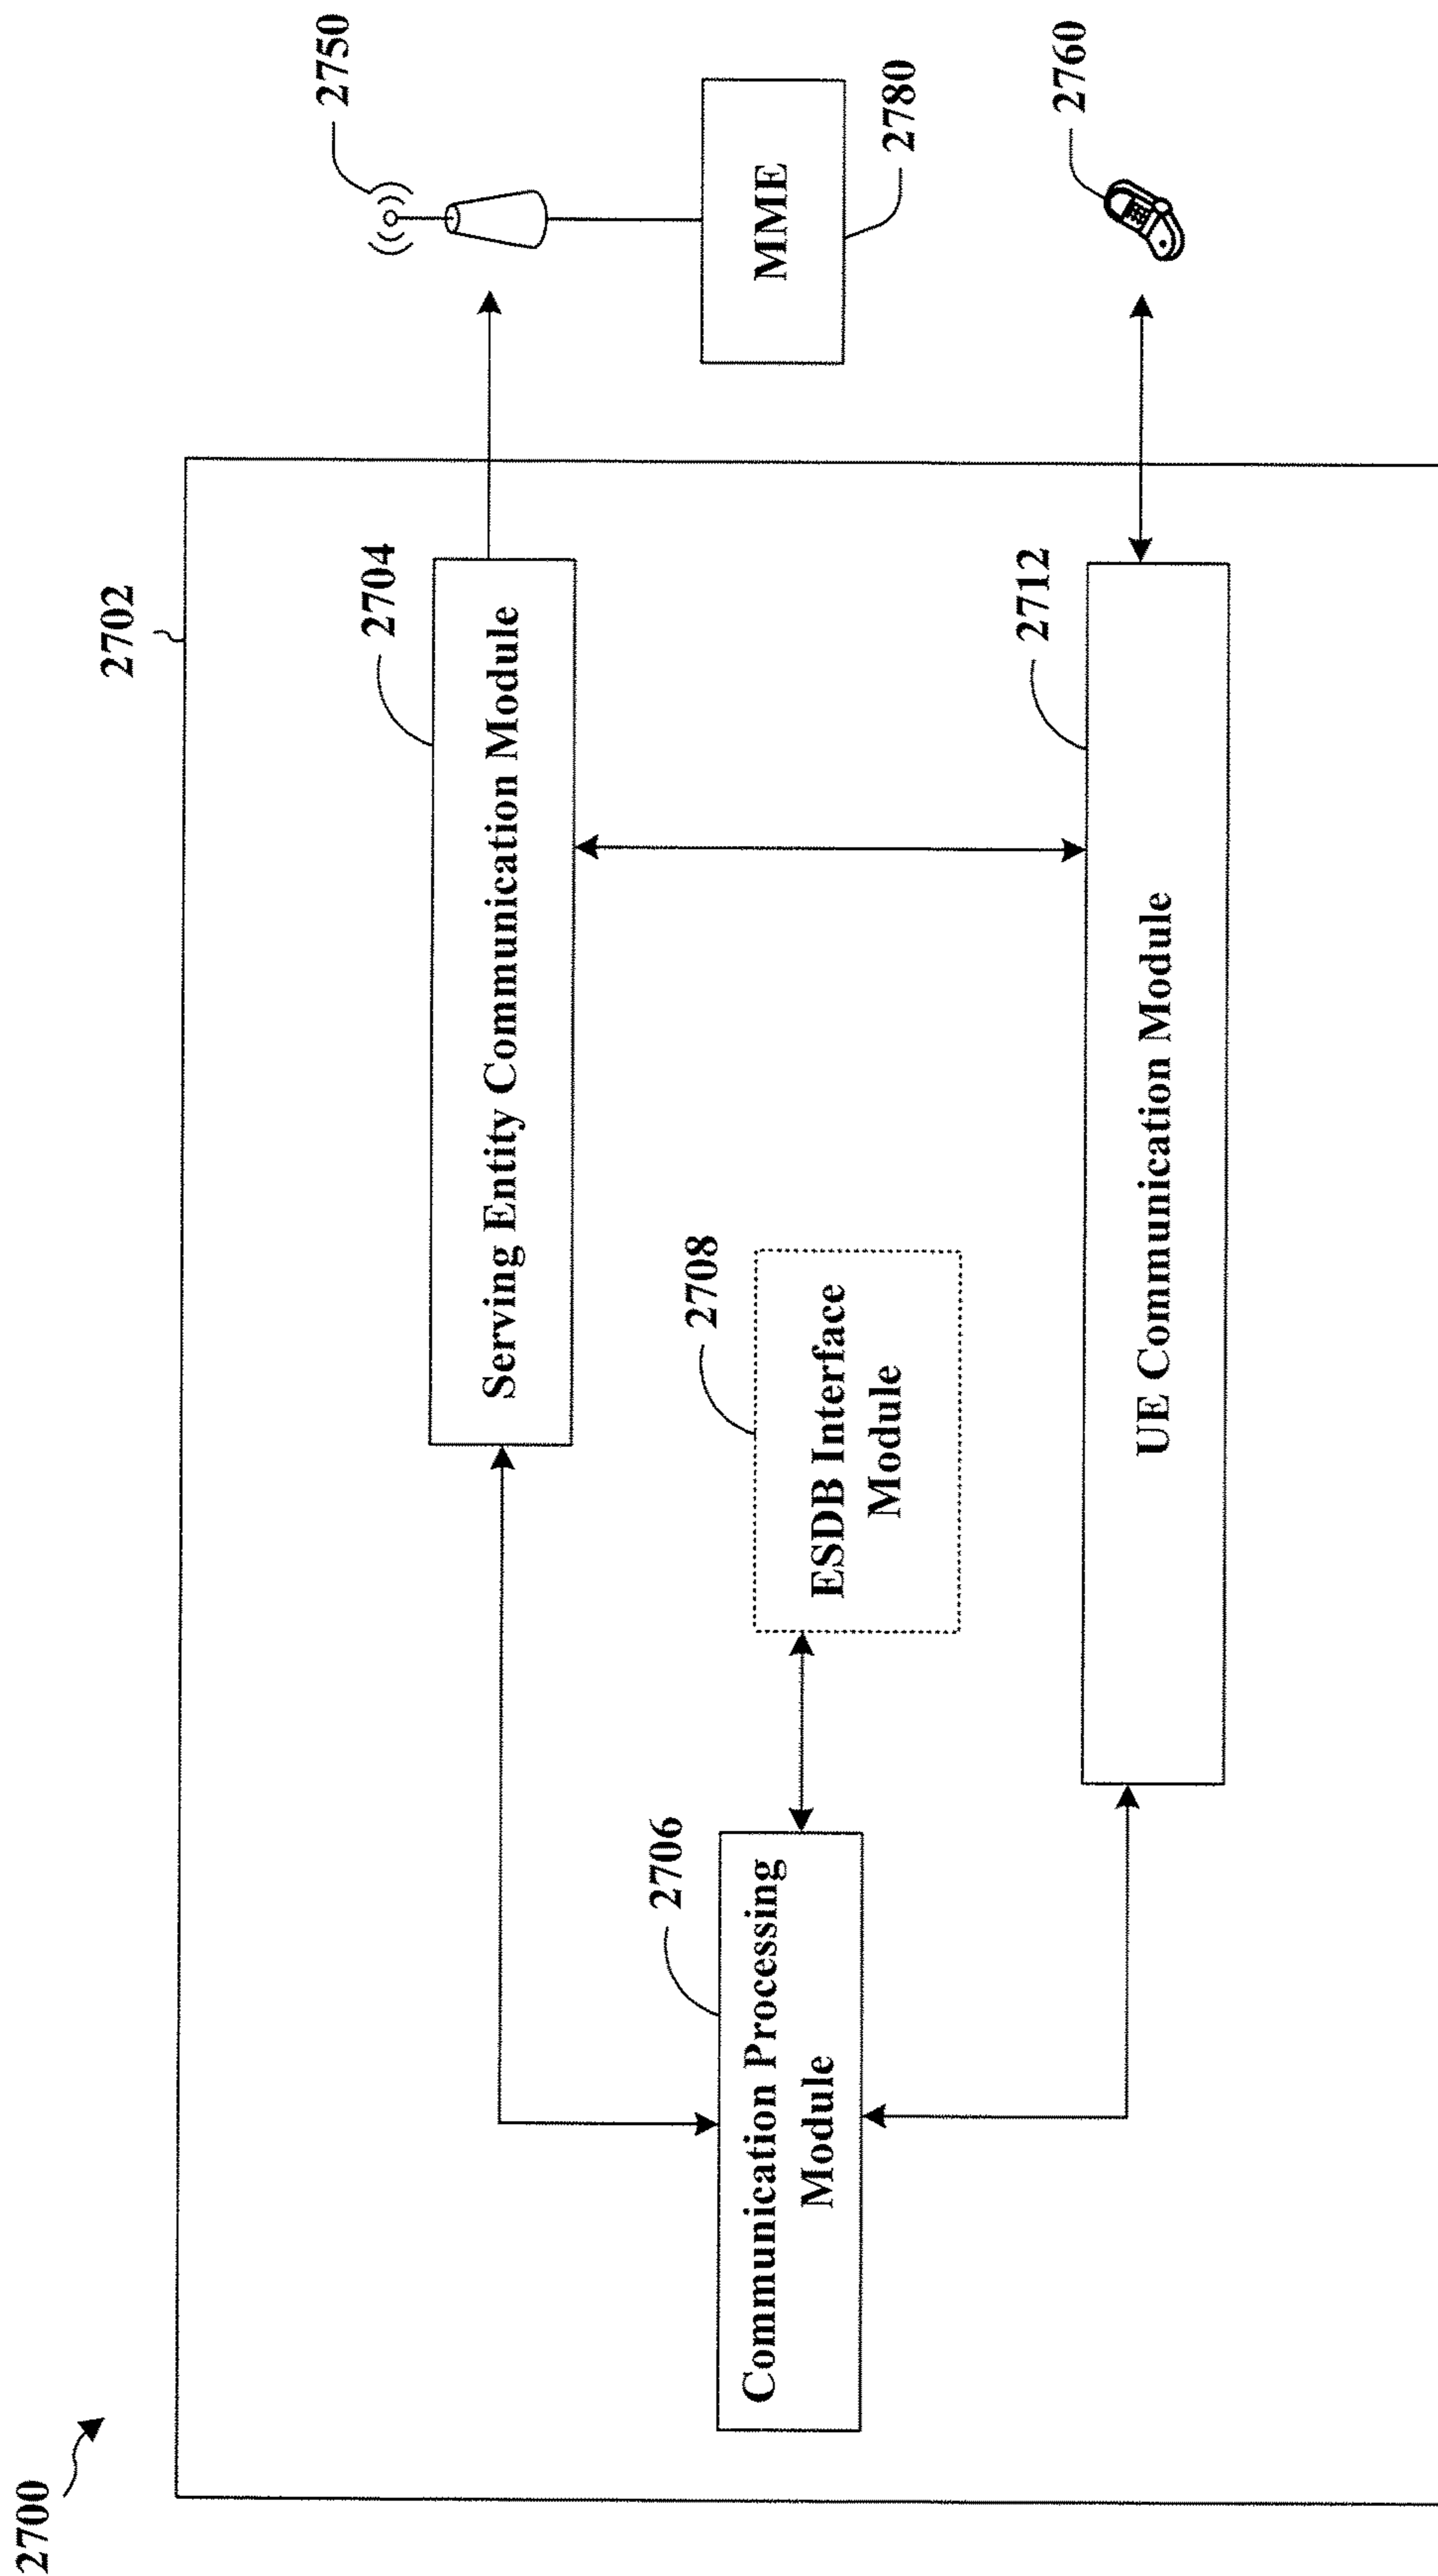 2700
2702
2704
Serving Entity Communication Module
2750
MME
2780
2706
Communication Processing
Module
2708
ESDB Interface
Module
2712
UE Communication Module
2760